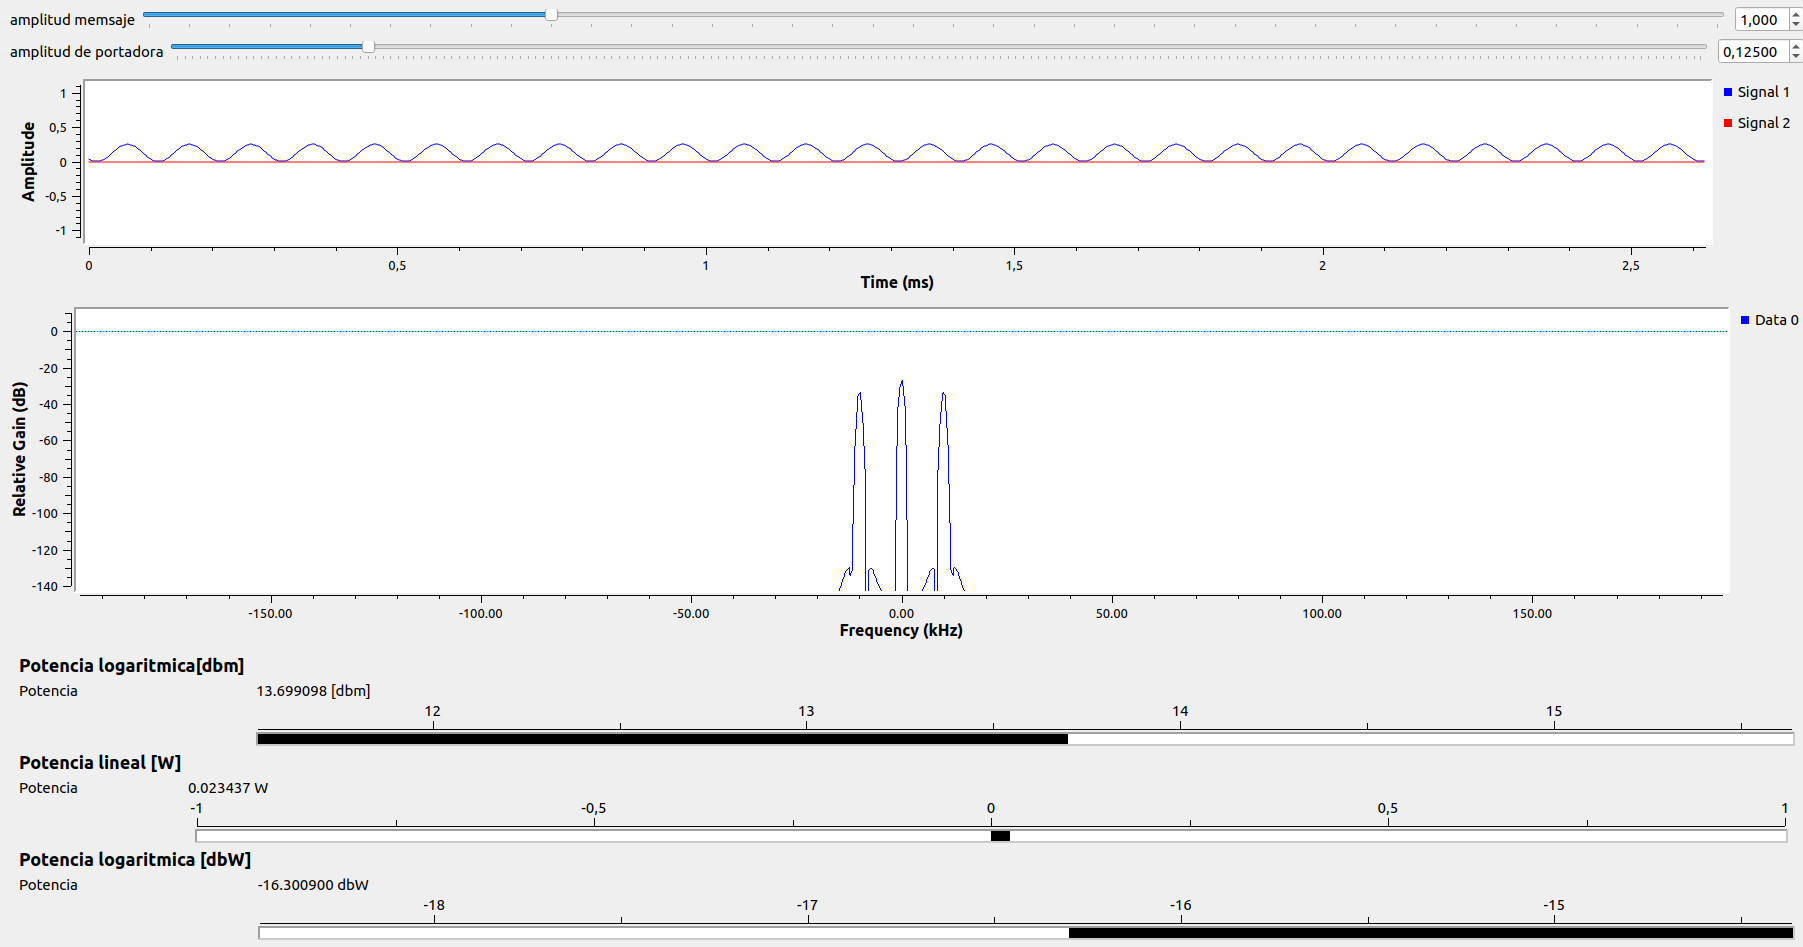 amplitud memsaje 1,000
amplitud de portadora 0,12500
Amplitude
1
0,5
0
-0,5
-1
0 0,5 1 1,5 2 2,5
Time (ms)
Signal 1
Signal 2
Relative Gain (dB)
0
-20
-40
-60
-80
-100
-120
-140
-150.00 -100.00 -50.00 0.00 50.00 100.00 150.00
Frequency (kHz)
Data 0
Potencia logaritmica[dbm]
Potencia 13.699098 [dbm]
12 13 14 15
Potencia lineal [W]
Potencia 0.023437 W
-1 -0,5 0 0,5 1
Potencia logaritmica [dbW]
Potencia -16.300900 dbW
-18 -17 -16 -15